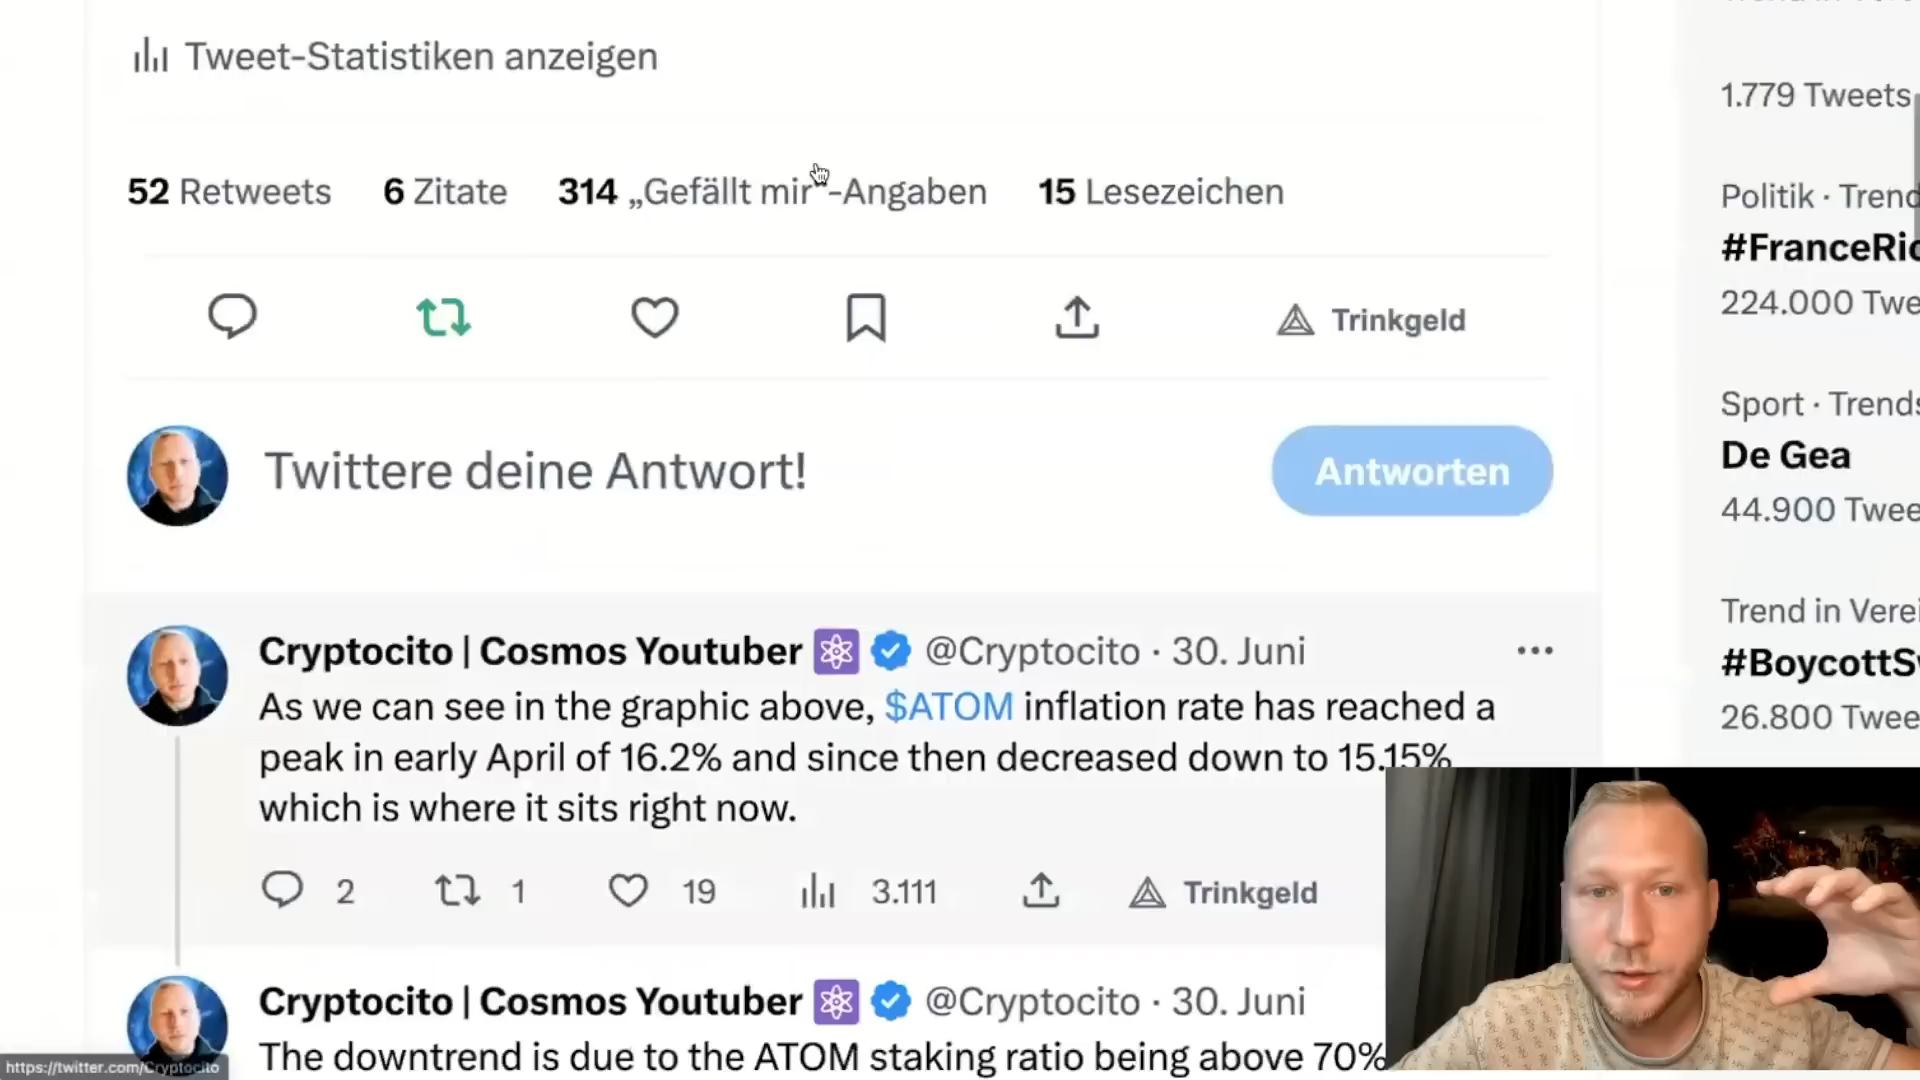 Tweet-Statistiken anzeigen
1.779 Tweets
52 Retweets 6 Zitate 314 „Gefällt mir“-Angaben 15 Lesezeichen
Politik · Trend
#FranceRio
224.000 Twe
Trinkgeld
Sport · Trends
De Gea
44.900 Twee
Twittere deine Antwort!
Antworten
Trend in Verei
#BoycottSw
26.800 Twee
Cryptocito | Cosmos Youtuber @Cryptocito · 30. Juni
As we can see in the graphic above, $ATOM inflation rate has reached a
peak in early April of 16.2% and since then decreased down to 15.15%
which is where it sits right now.
2 1 19 3.111 Trinkgeld
Cryptocito | Cosmos Youtuber @Cryptocito · 30. Juni
The downtrend is due to the ATOM staking ratio being above 70%
https://twitter.com/Cryptocito